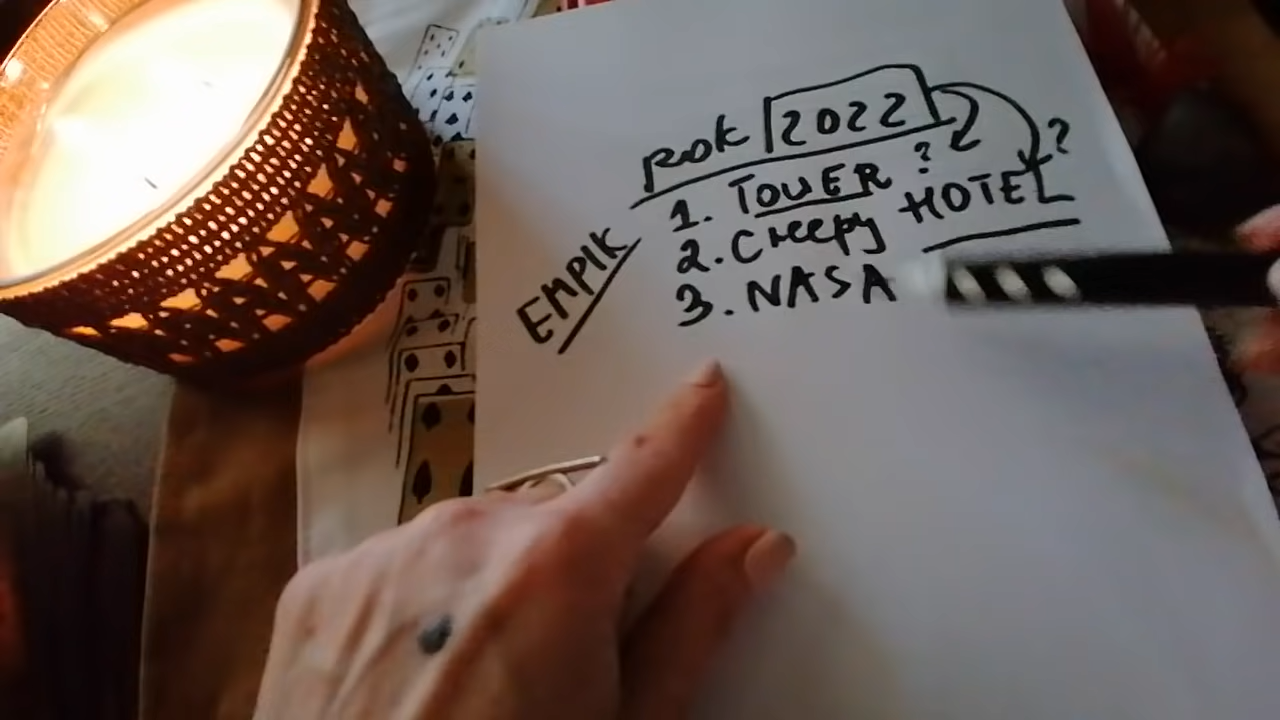 ROK 2022
1. TOWER ?
2. Creepy HOTEL ?
3. NASA
EMPIK